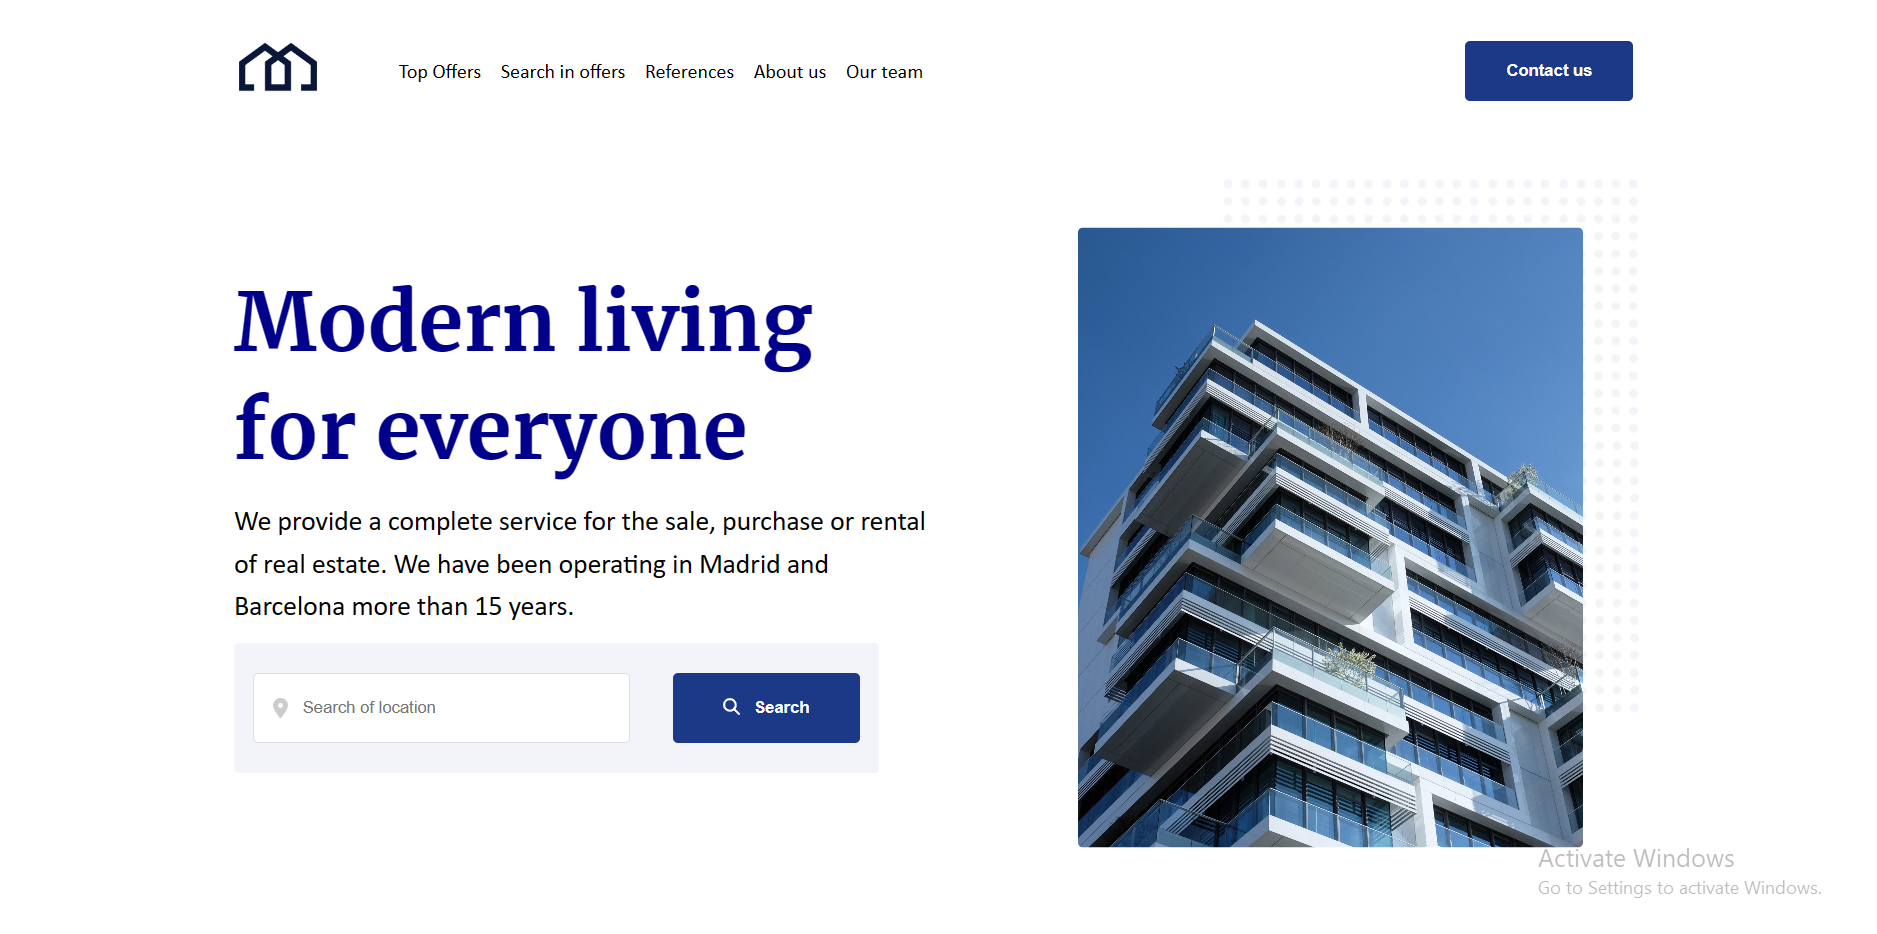 Top Offers
Search in offers
References
About us
Our team
Contact us
Modern living
for everyone
We provide a complete service for the sale, purchase or rental
of real estate. We have been operating in Madrid and
Barcelona more than 15 years.
Search of location
Search
Activate Windows
Go to Settings to activate Windows.